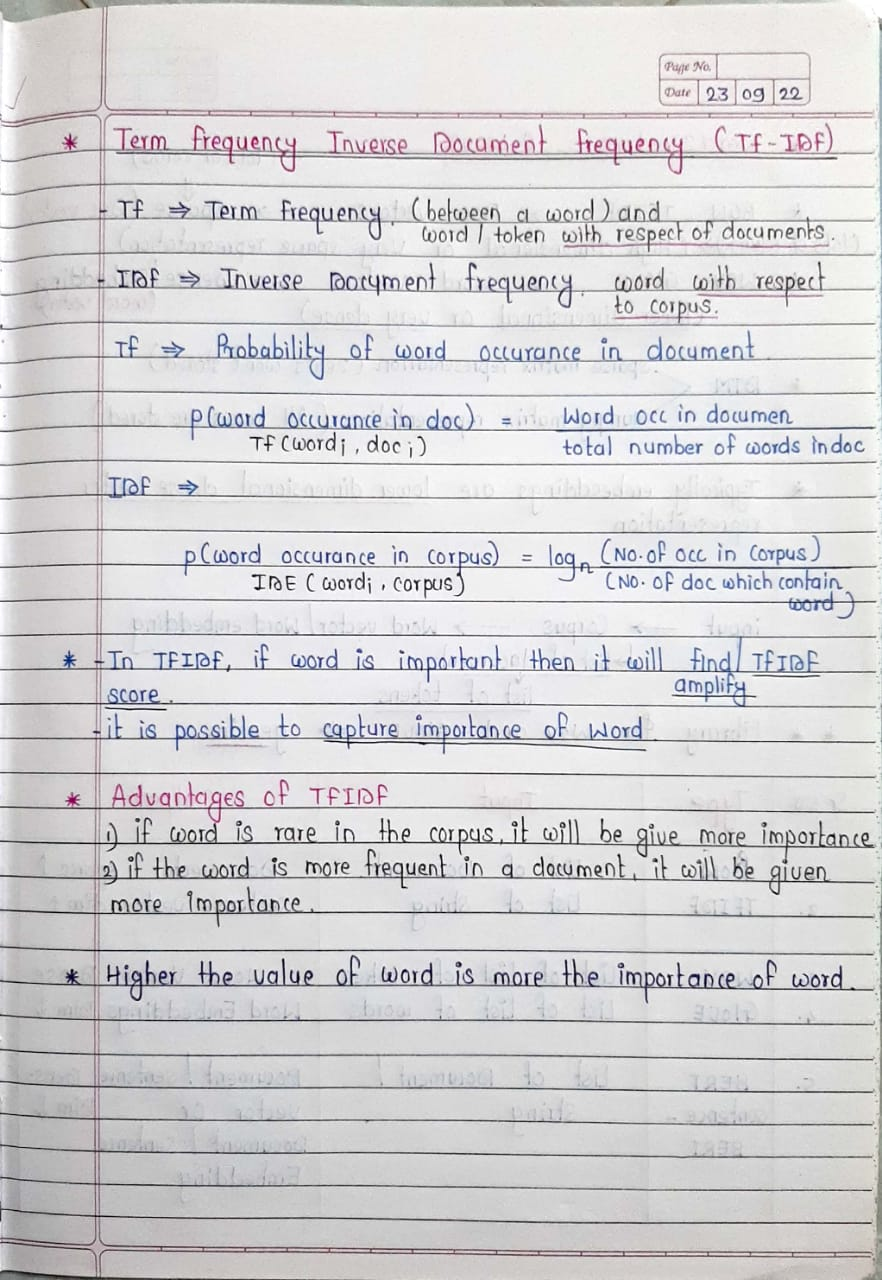 Page No.
Date 23 09 22
* Term frequency Inverse Document frequency (Tf-IDf)
- Tf ⇒ Term frequency. (between a word) and
word / token with respect of documents.
- IDf ⇒ Inverse Document frequency. word with respect
to corpus.
Tf ⇒ Probability of word occurance in document
P(word occurance in doc) = Word occ in documen
Tf (wordi, doci) total number of words in doc
IDf ⇒
P(word occurance in corpus) = logn (No. of occ in corpus)
IDE (wordi, corpus) (No. of doc which contain
word)
* - In TFIDf, if word is important then it will find/ TfIDF
amplify
score.
- it is possible to capture importance of Word
* Advantages of TFIDF
1) if word is rare in the corpus, it will be give more importance
2) if the word is more frequent in a document, it will be given
more importance.
* Higher the value of word is more the importance of word.